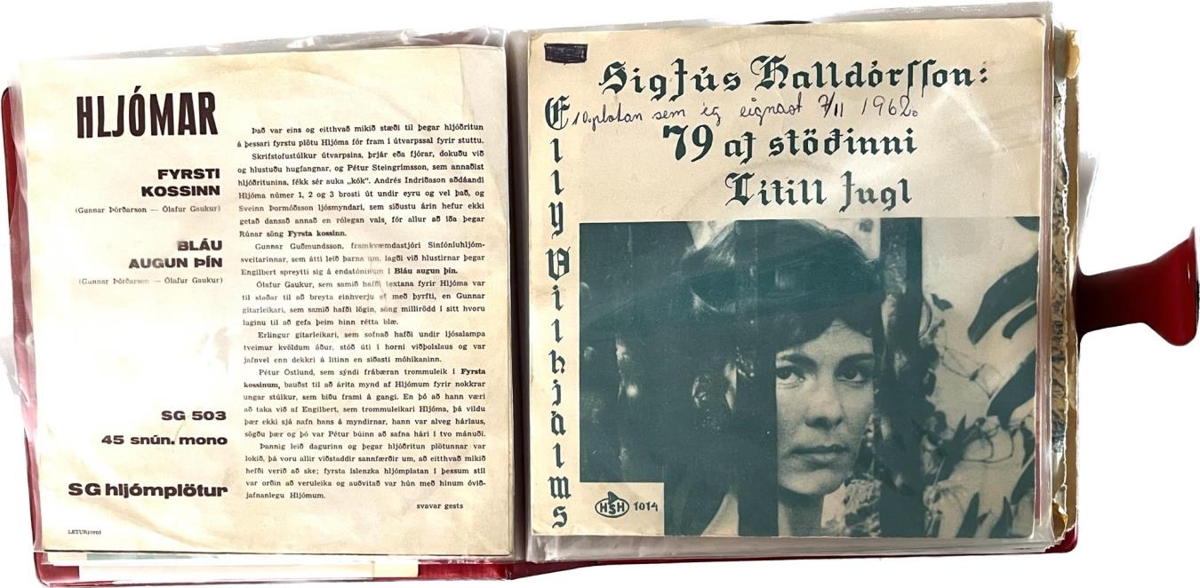 HLJÓMAR
FYRSTI
KOSSINN
(Gunnar Þórðarson — Ólafur Gaukur)
BLÁU
AUGUN ÞÍN
(Gunnar Þórðarson — Ólafur Gaukur)
SG 503
45 snún. mono
SG hljómplötur
LETURprent
Það var eins og eitthvað mikið stæði til þegar hljóðritun
á þessari fyrstu plötu Hljóma fór fram í útvarpssal fyrir stuttu.
Skrifstofustúlkur útvarpsins, þrjár eða fjórar, dokuðu við
og hlustuðu hugfangnar, og Pétur Steingrímsson, sem annaðist
hljóðritunina, fékk sér auka „kók“. Andrés Indriðason aðdáandi
Hljóma númer 1, 2 og 3 brosti út undir eyru og vel það, og
Sveinn Þormóðsson ljósmyndari, sem síðustu árin hefur ekki
getað dansað annað en rólegan vals, fór allur að iða þegar
Rúnar söng Fyrsta kossinn.
Gunnar Guðmundsson, framkvæmdastjóri Sinfóníuhljóm-
sveitarinnar, sem átti leið þarna um, lagði við hlustirnar þegar
Engilbert spreytti sig á endatóninum í Bláu augun þín.
Ólafur Gaukur, sem samið hafði textana fyrir Hljóma var
til staðar til að breyta einhverju ef með þyrfti, en Gunnar
gítarleikari, sem samið hafði lögin, söng millirödd í sitt hvoru
laginu til að gefa þeim hinn rétta blæ.
Erlingur gítarleikari, sem sofnað hafði undir ljósalampa
tveimur kvöldum áður, stóð úti í horni viðþolslaus og var
jafnvel enn dekkri á litinn en síðasti móhíkaninn.
Pétur Östlund, sem sýndi frábæran trommuleik í Fyrsta
kossinum, bauðst til að árita mynd af Hljómum fyrir nokkrar
ungar stúlkur, sem biðu frammi á gangi. En þó að hann væri
að taka við af Engilbert, sem trommuleikari Hljóma, þá vildu
þær ekki sjá nafn hans á myndirnar, hann var alveg hárlaus,
sögðu þær og þó var Pétur búinn að safna hári í tvo mánuði.
Þannig leið dagurinn og þegar hljóðritun plötunnar var
lokið, þá voru allir viðstaddir sannfærðir um, að eitthvað mikið
hefði verið að ske; fyrsta íslenzka hljómplatan í þessum stíl
var orðin að veruleika og auðvitað var hún með hinum óvið-
jafnanlegu Hljómum.
svavar gests
Sigfús Halldórsson:
10. platan sem ég eignast 7/11 1962.
79 af stöðinni
Lítill fugl
Elly Vilhjálms
HSH 1014